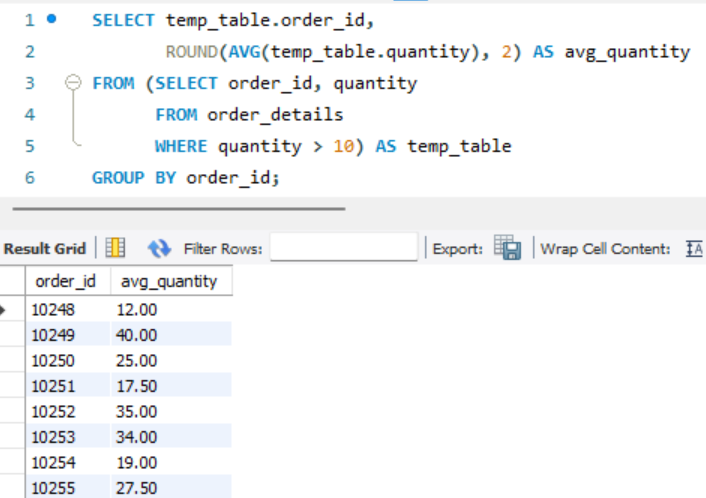 1 SELECT temp_table.order_id,
2 ROUND(AVG(temp_table.quantity), 2) AS avg_quantity
3 FROM (SELECT order_id, quantity
4 FROM order_details
5 WHERE quantity > 10) AS temp_table
6 GROUP BY order_id;
Result Grid Filter Rows: Export: Wrap Cell Content: IA
order_id avg_quantity
10248 12.00
10249 40.00
10250 25.00
10251 17.50
10252 35.00
10253 34.00
10254 19.00
10255 27.50